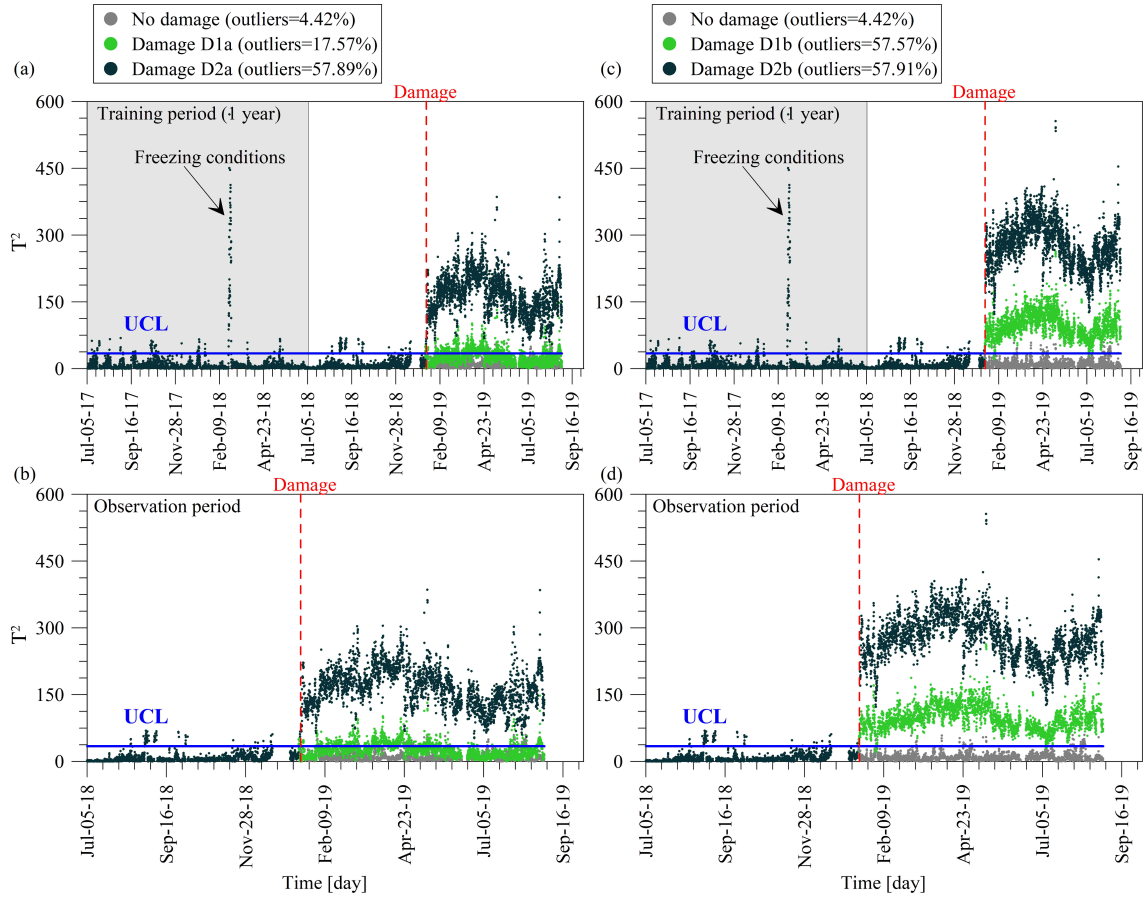 No damage (outliers=4.42%)
Damage D1a (outliers=17.57%)
Damage D2a (outliers=57.89%)
(a)
Damage
600
450
300
150
0
T²
Training period (1 year)
Freezing conditions
UCL
Jul-05-17
Sep-16-17
Nov-28-17
Feb-09-18
Apr-23-18
Jul-05-18
Sep-16-18
Nov-28-18
Feb-09-19
Apr-23-19
Jul-05-19
Sep-16-19
(b)
Damage
600
450
300
150
0
T²
Observation period
UCL
Jul-05-18
Sep-16-18
Nov-28-18
Feb-09-19
Apr-23-19
Jul-05-19
Sep-16-19
Time [day]
No damage (outliers=4.42%)
Damage D1b (outliers=57.57%)
Damage D2b (outliers=57.91%)
(c)
Damage
600
450
300
150
0
Training period (1 year)
Freezing conditions
UCL
Jul-05-17
Sep-16-17
Nov-28-17
Feb-09-18
Apr-23-18
Jul-05-18
Sep-16-18
Nov-28-18
Feb-09-19
Apr-23-19
Jul-05-19
Sep-16-19
(d)
Damage
600
450
300
150
0
Observation period
UCL
Jul-05-18
Sep-16-18
Nov-28-18
Feb-09-19
Apr-23-19
Jul-05-19
Sep-16-19
Time [day]